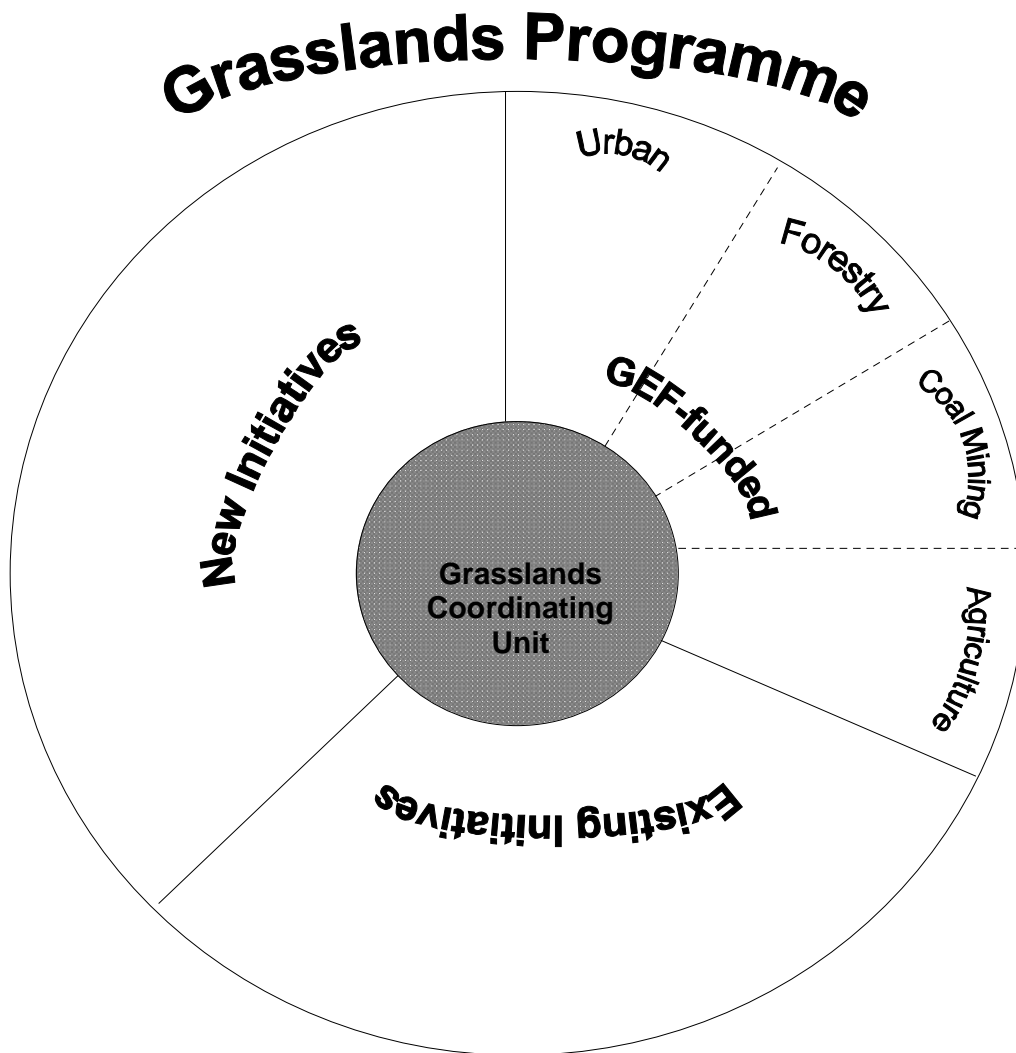 Grasslands Programme
Urban
Forestry
Coal Mining
Agriculture
GEF-funded
New Initiatives
Grasslands
Coordinating
Unit
Existing Initiatives